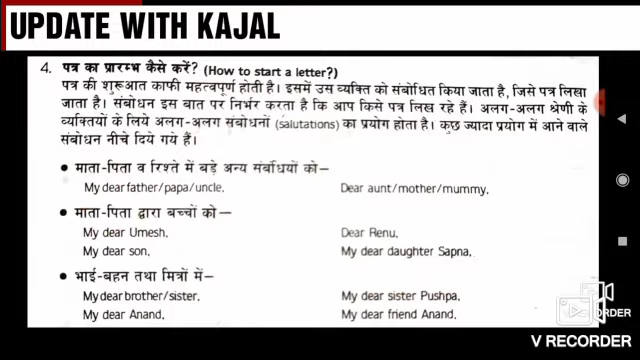 UPDATE WITH KAJAL
4. पत्र का प्रारम्भ कैसे करें? (How to start a letter?)
पत्र की शुरूआत काफी महत्वपूर्ण होती है। इसमें उस व्यक्ति को संबोधित किया जाता है, जिसे पत्र लिखा
जाता है। संबोधन इस बात पर निर्भर करता है कि आप किसे पत्र लिख रहे हैं। अलग-अलग श्रेणी के
व्यक्तियों के लिये अलग-अलग संबोधनों (salutations) का प्रयोग होता है। कुछ ज्यादा प्रयोग में आने वाले
संबोधन नीचे दिये गये हैं।
• माता-पिता व रिश्ते में बड़े अन्य संबंधियों को—
My dear father/papa/uncle, Dear aunt/mother/mummy,
• माता-पिता द्वारा बच्चों को—
My dear Umesh, Dear Renu,
My dear son, My dear daughter Sapna,
• भाई-बहन तथा मित्रों में—
My dear brother/sister, My dear sister Pushpa,
My dear Anand, My dear friend Anand,
V RECORDER